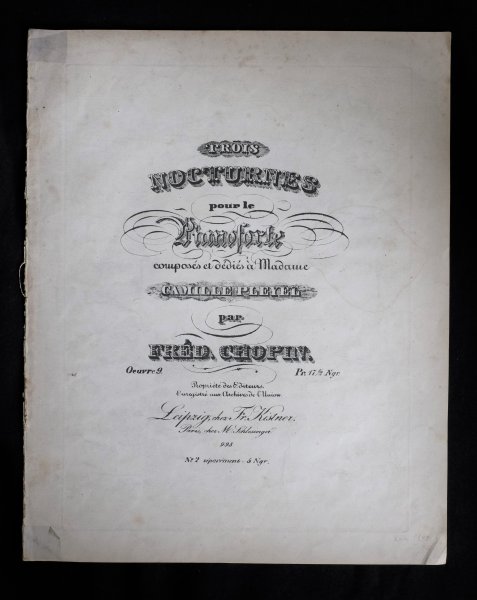 TROIS
NOCTURNES
pour le
Pianoforte
composés et dédiés à Madame
CAMILLE PLEYEL
par
FRÉD. CHOPIN.
Oeuvre 9. Pr. 17½ Ngr.
Propriété des Editeurs.
Enregistré aux Archives de l'Union.
Leipzig, chez Fr. Kistner.
Paris, chez Mce Schlesinger.
995
No 2 séparément 5 Ngr.